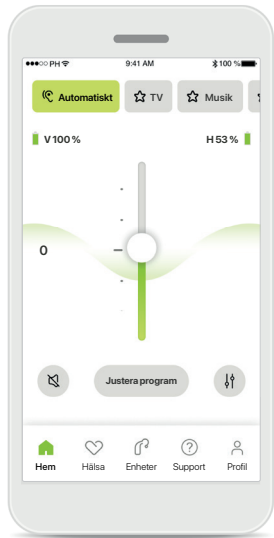 PH 9:41 AM 100 %
Automatiskt TV Musik
V 100 % H 53 %
0
Justera program
Hem Hälsa Enheter Support Profil